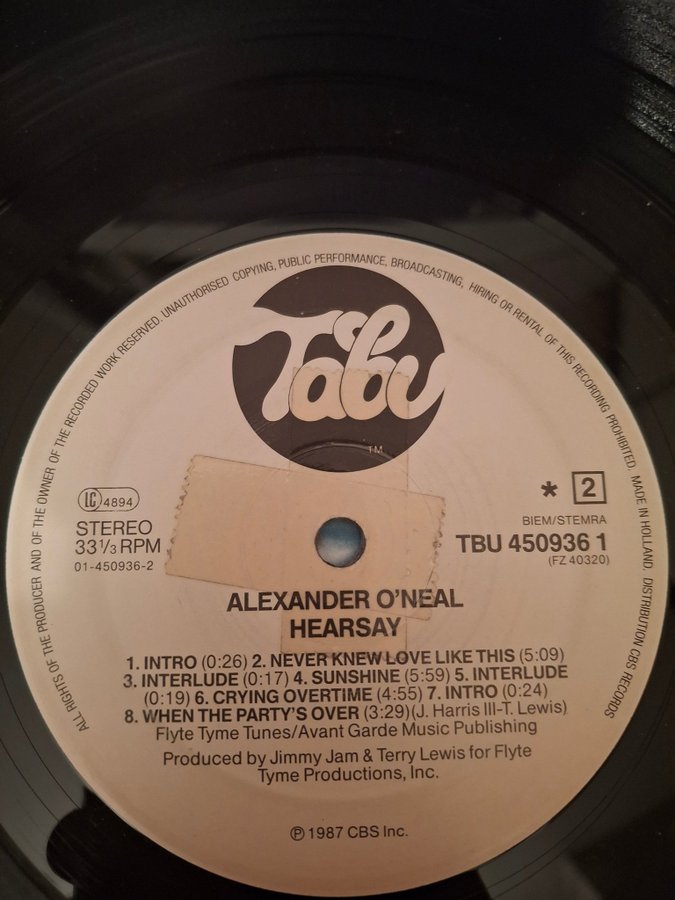 ALL RIGHTS OF THE PRODUCER AND OF THE OWNER OF THE RECORDED WORK RESERVED. UNAUTHORISED COPYING, PUBLIC PERFORMANCE, BROADCASTING, HIRING OR RENTAL OF THIS RECORDING PROHIBITED. MADE IN HOLLAND. DISTRIBUTION CBS RECORDS
Tabu
TM
LC 4894
* 2
STEREO
33 1/3 RPM
01-450936-2
BIEM/STEMRA
TBU 450936 1
(FZ 40320)
ALEXANDER O'NEAL
HEARSAY
1. INTRO (0:26) 2. NEVER KNEW LOVE LIKE THIS (5:09)
3. INTERLUDE (0:17) 4. SUNSHINE (5:59) 5. INTERLUDE
(0:19) 6. CRYING OVERTIME (4:55) 7. INTRO (0:24)
8. WHEN THE PARTY'S OVER (3:29)(J. Harris III-T. Lewis)
Flyte Tyme Tunes/Avant Garde Music Publishing
Produced by Jimmy Jam & Terry Lewis for Flyte
Tyme Productions, Inc.
℗ 1987 CBS Inc.